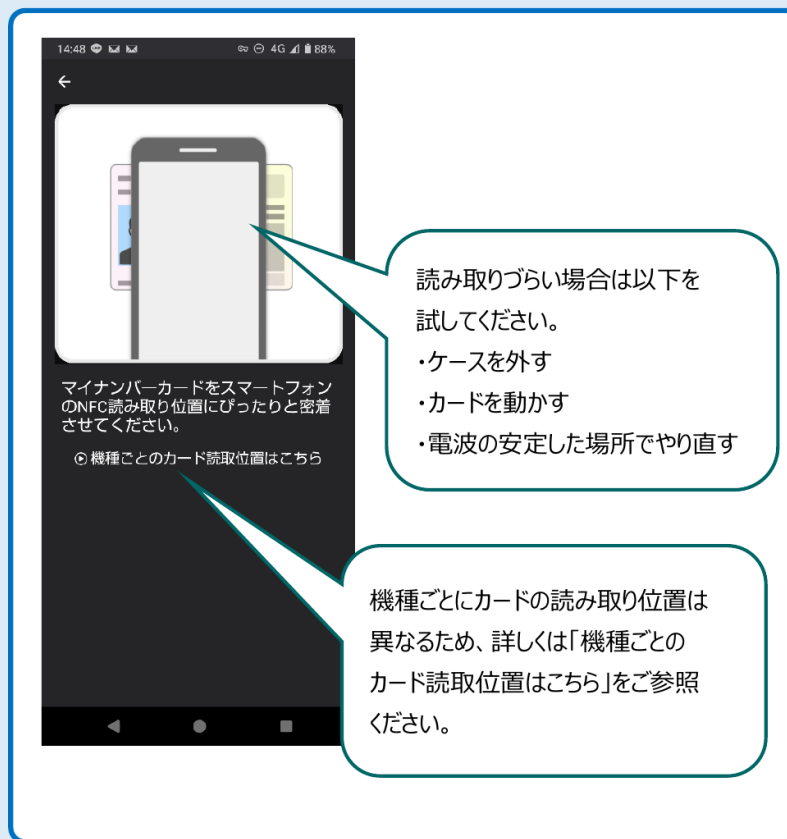 14:48
4G 88%
マイナンバーカードをスマートフォン
のNFC読み取り位置にぴったりと密着
させてください。
機種ごとのカード読取位置はこちら
読み取りづらい場合は以下を
試してください。
・ケースを外す
・カードを動かす
・電波の安定した場所でやり直す
機種ごとにカードの読み取り位置は
異なるため、詳しくは「機種ごとの
カード読取位置はこちら」をご参照
ください。